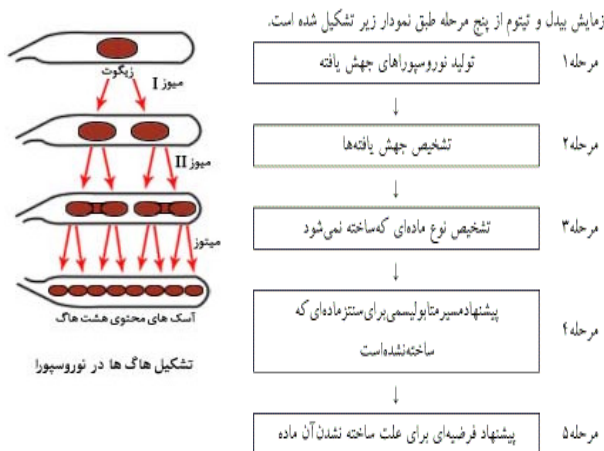 زمایش بیدل و تیتوم از پنج مرحله طبق نمودار زیر تشکیل شده است.
مرحله۱
تولید نوروسپوراهای جهش یافته
↓
مرحله۲
تشخیص جهش یافته‌ها
↓
مرحله۳
تشخیص نوع ماده‌ای که‌ساخته نمی‌شود
↓
مرحله۴
پیشنهادمسیرمتابولیسمی‌برای‌سنتزماده‌ای که
ساخته‌نشده‌است
↓
مرحله۵
پیشنهاد فرضیه‌ای برای علت ساخته نشدن‌آن ماده
زیگوت
میوز I
میوز II
میتوز
آسک های محتوی هشت هاگ
تشکیل هاگ ها در نوروسپورا